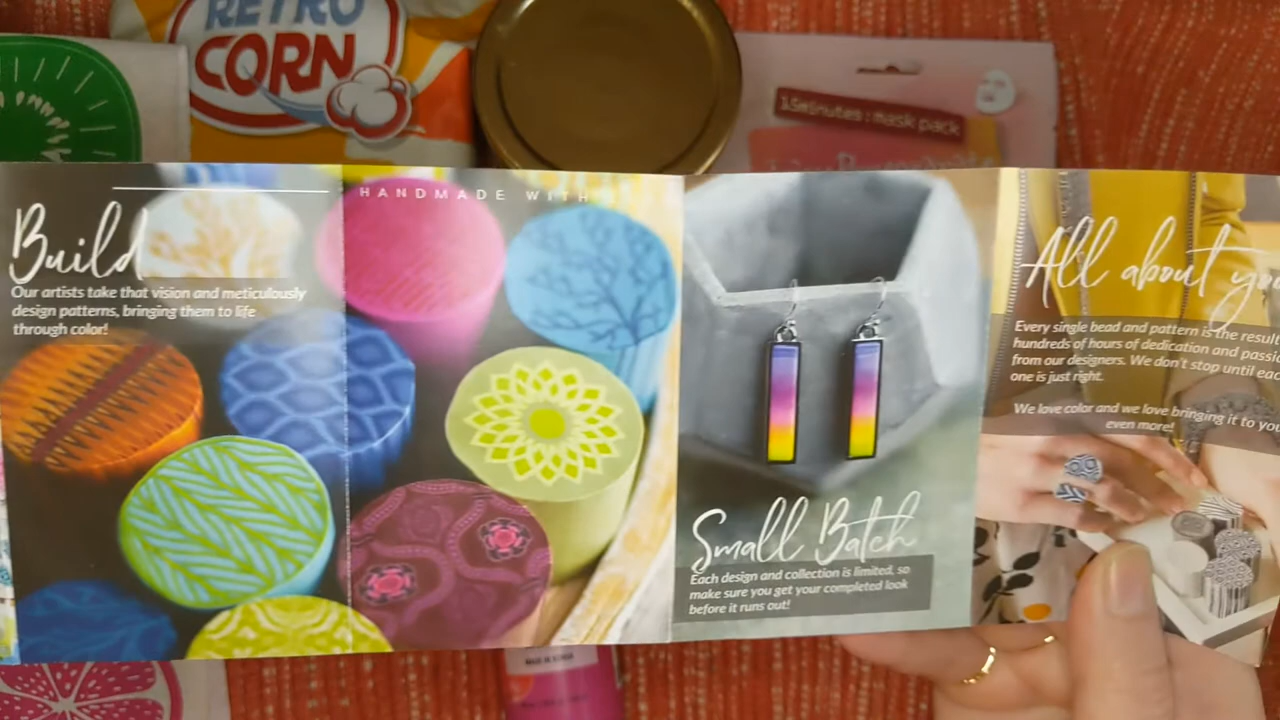 RETRO
CORN
15minutes : mask pack
HANDMADE WITH
Build
Our artists take that vision and meticulously
design patterns, bringing them to life
through color!
Small Batch
Each design and collection is limited, so
make sure you get your completed look
before it runs out!
All about yo
Every single bead and pattern is the result
hundreds of hours of dedication and passio
from our designers. We don't stop until eac
one is just right.
We love color and we love bringing it to you
even more!
MADE IN KOREA